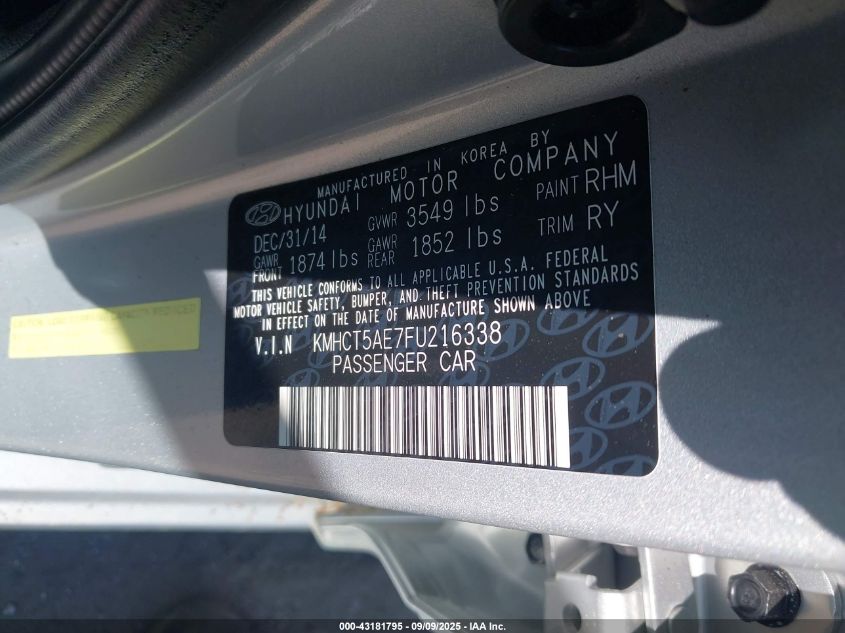 MANUFACTURED IN KOREA BY
HYUNDAI MOTOR COMPANY
DEC/31/14 GVWR 3549 lbs PAINT RHM
GAWR FRONT 1874 lbs GAWR REAR 1852 lbs TRIM RY
THIS VEHICLE CONFORMS TO ALL APPLICABLE U.S.A. FEDERAL
MOTOR VEHICLE SAFETY, BUMPER, AND THEFT PREVENTION STANDARDS
IN EFFECT ON THE DATE OF MANUFACTURE SHOWN ABOVE
V.I.N KMHCT5AE7FU216338
PASSENGER CAR
CAPACITY REDUCED
000-43181795 - 09/09/2025 - IAA Inc.